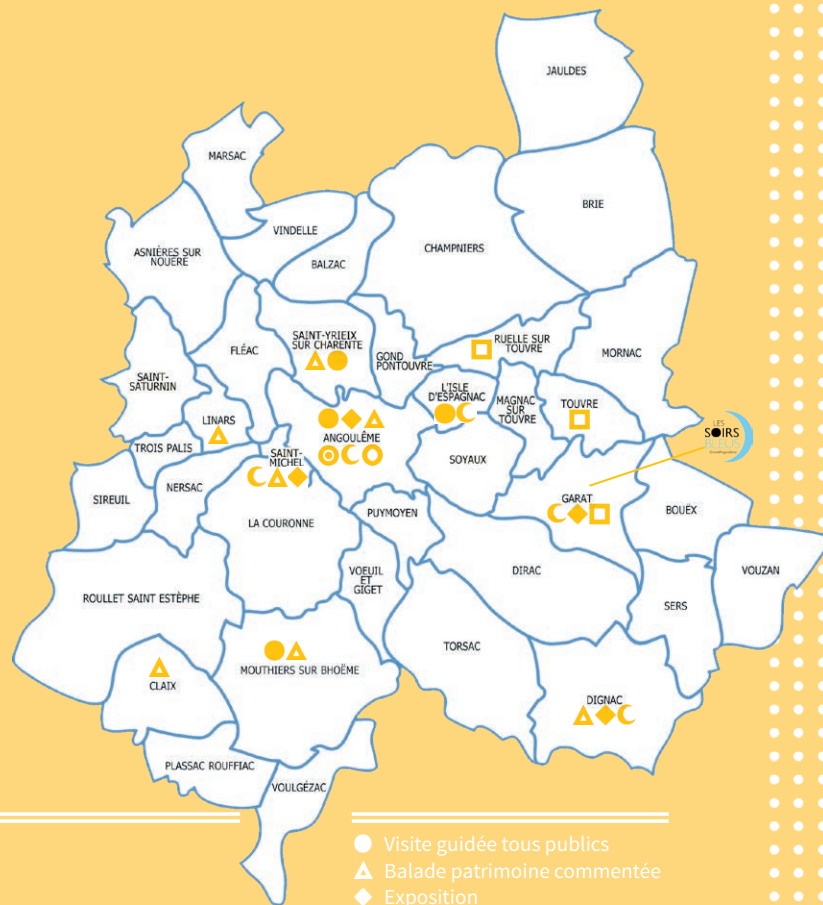 JAULDES
MARSAC
BRIE
VINDELLE
ASNIÈRES SUR
NOUÈRE
BALZAC
CHAMPNIERS
SAINT-YRIEIX
SUR CHARENTE
RUELLE SUR
TOUVRE
FLÉAC
GOND
PONTOUVRE
MORNAC
SAINT-
SATURNIN
L'ISLE
D'ESPAGNAC
MAGNAC
SUR
TOUVRE
TOUVRE
LINARS
LES
SOIRS
BLEUS
ANGOULÊME
TROIS PALIS
SAINT-
MICHEL
SOYAUX
NERSAC
SIREUIL
GARAT
BOUËX
PUYMOYEN
LA COURONNE
VOEUIL
ET
GIGET
DIRAC
VOUZAN
ROULLET SAINT ESTÈPHE
SERS
TORSAC
MOUTHIERS SUR BHOËME
CLAIX
DIGNAC
PLASSAC ROUFFIAC
VOULGÉZAC
Visite guidée tous publics
Balade patrimoine commentée
Exposition